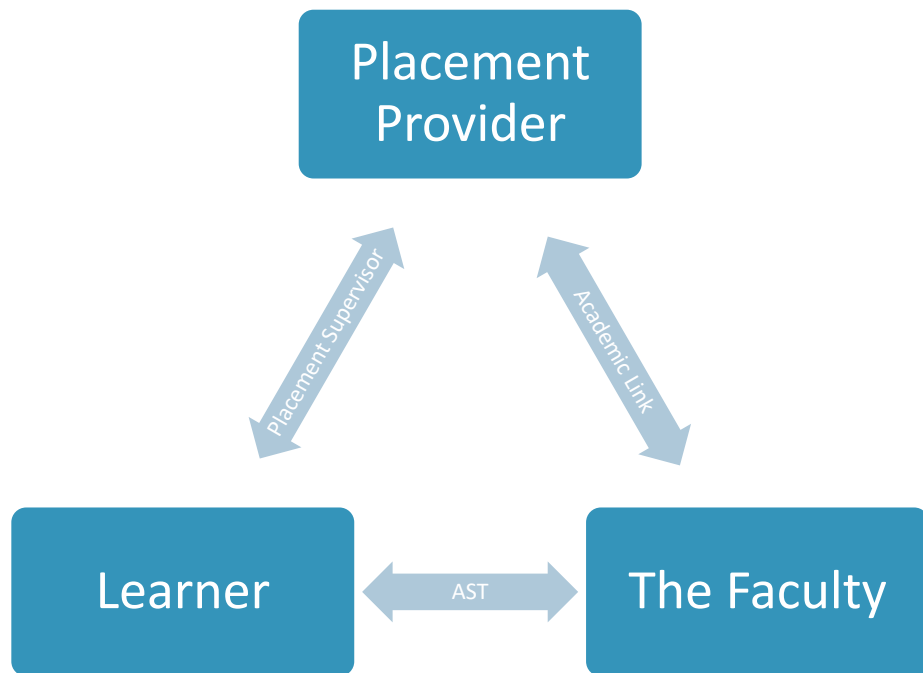 Placement
Provider
Placement Supervisor
Academic Link
Learner
AST
The Faculty